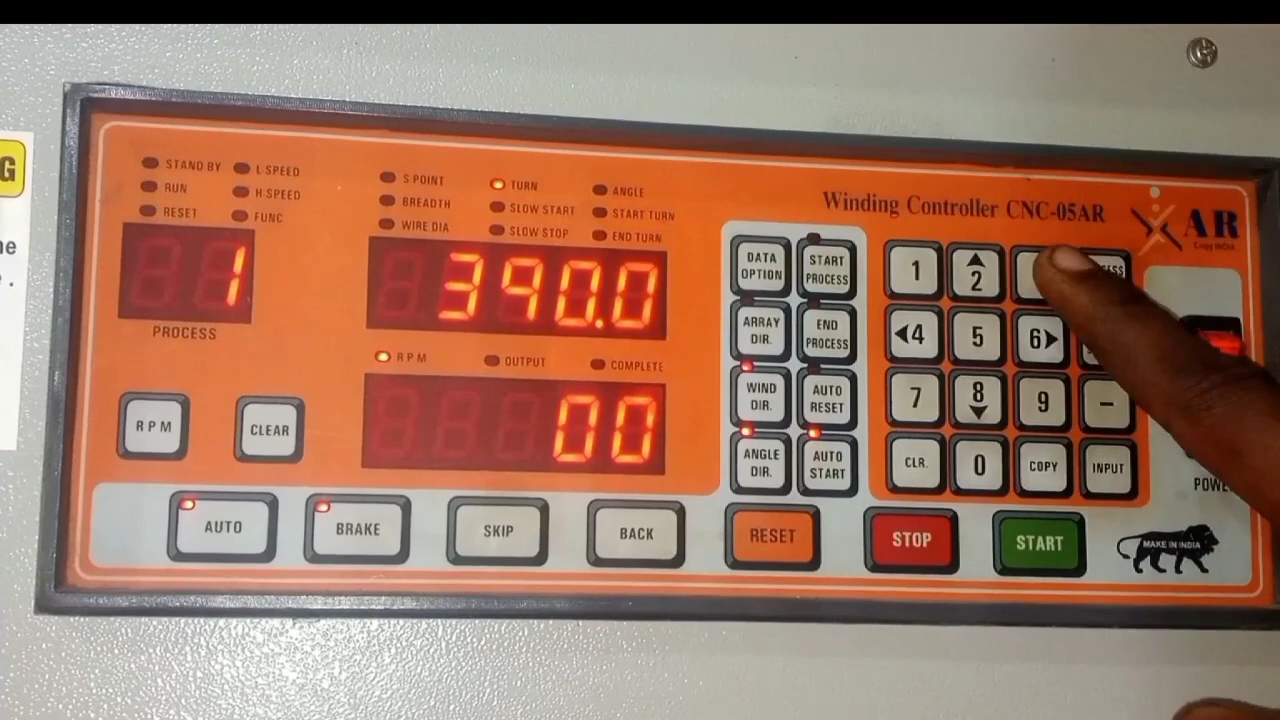 G
Winding Controller CNC-05AR
AR
Engg INDIA
STAND BY
L-SPEED
RUN
H-SPEED
RESET
FUNC
S.POINT
TURN
ANGLE
BREADTH
SLOW START
START TURN
WIRE DIA
SLOW STOP
END TURN
1
390.0
PROCESS
RPM
OUTPUT
COMPLETE
00
RPM
CLEAR
DATA OPTION
START PROCESS
ARRAY DIR.
END PROCESS
WIND DIR.
AUTO RESET
ANGLE DIR.
AUTO START
1
2
4
5
6
7
8
9
-
CLR.
0
COPY
INPUT
AUTO
BRAKE
SKIP
BACK
RESET
STOP
START
MAKE IN INDIA